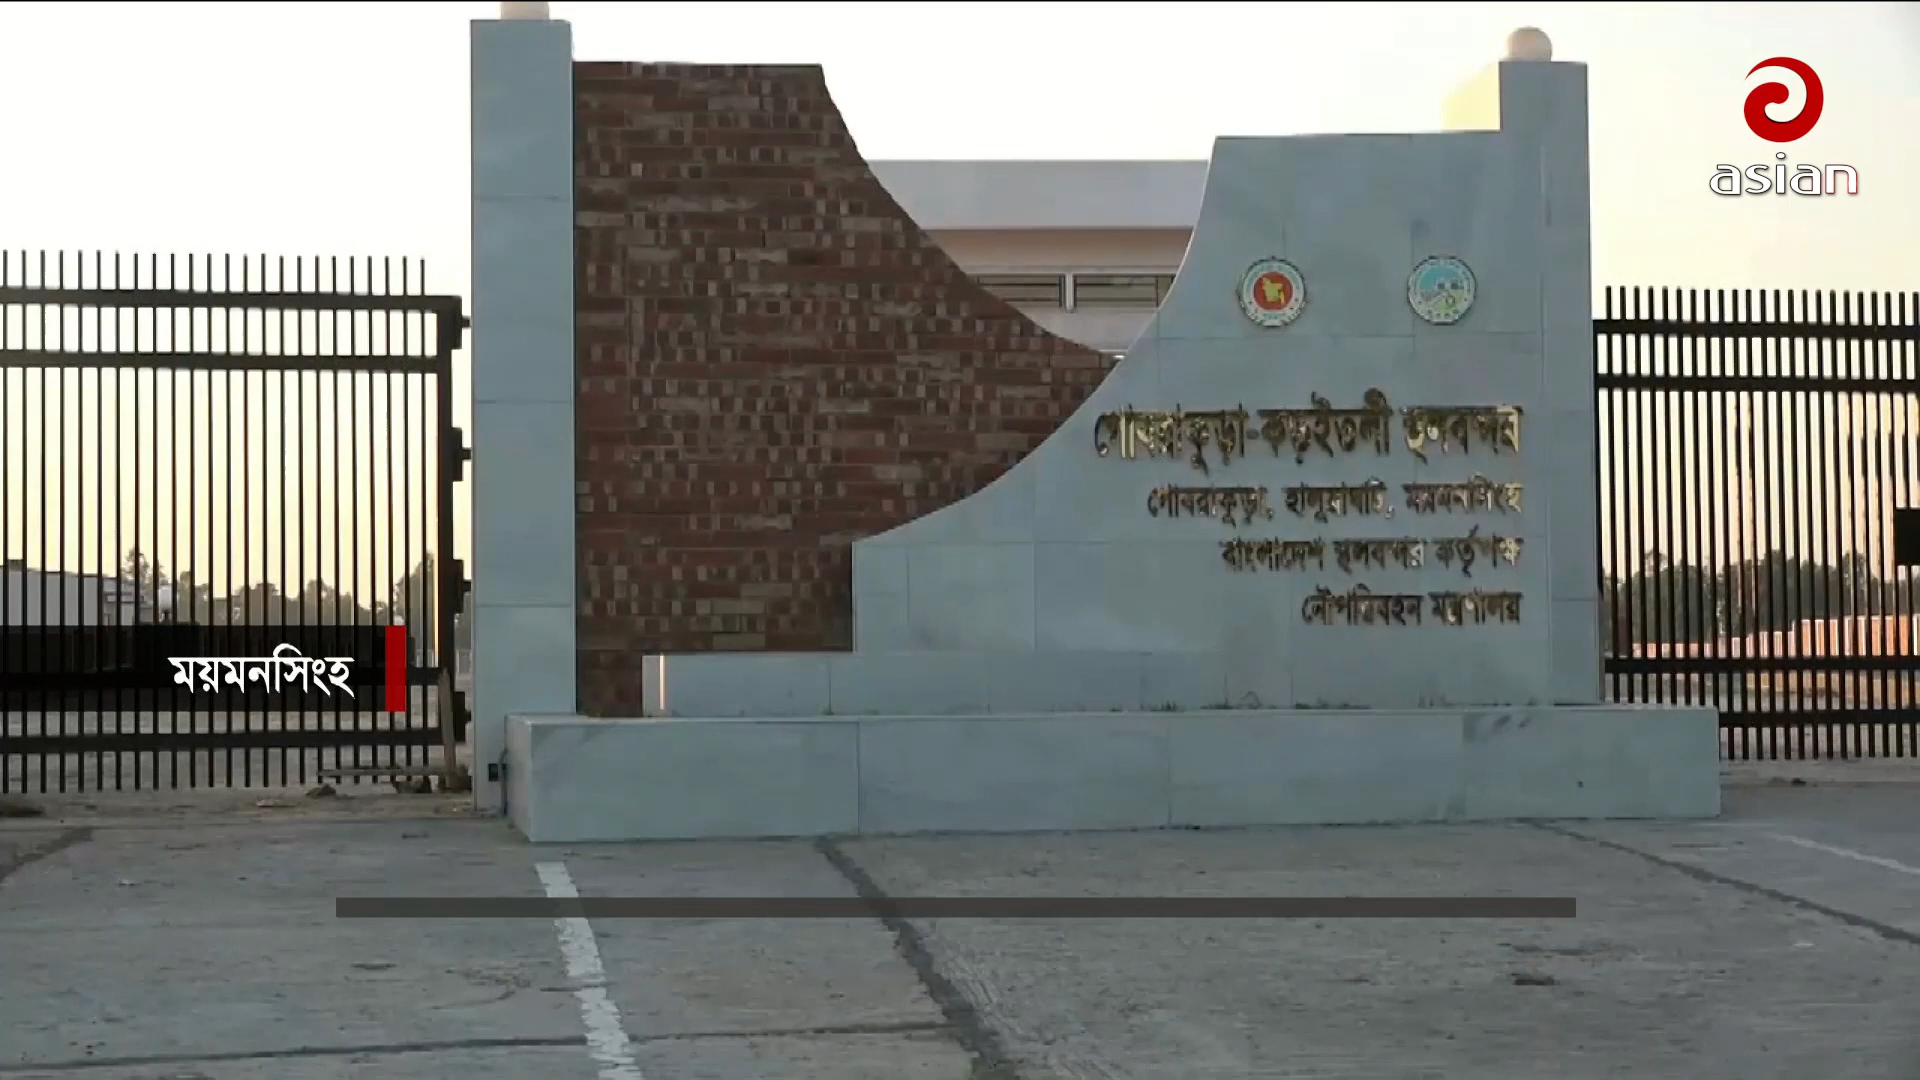 asian
গোবরাকুড়া-কড়ইতলী স্থলবন্দর
গোবরাকুড়া, হালুয়াঘাট, ময়মনসিংহ
বাংলাদেশ স্থলবন্দর কর্তৃপক্ষ
নৌপরিবহন মন্ত্রণালয়
ময়মনসিংহ